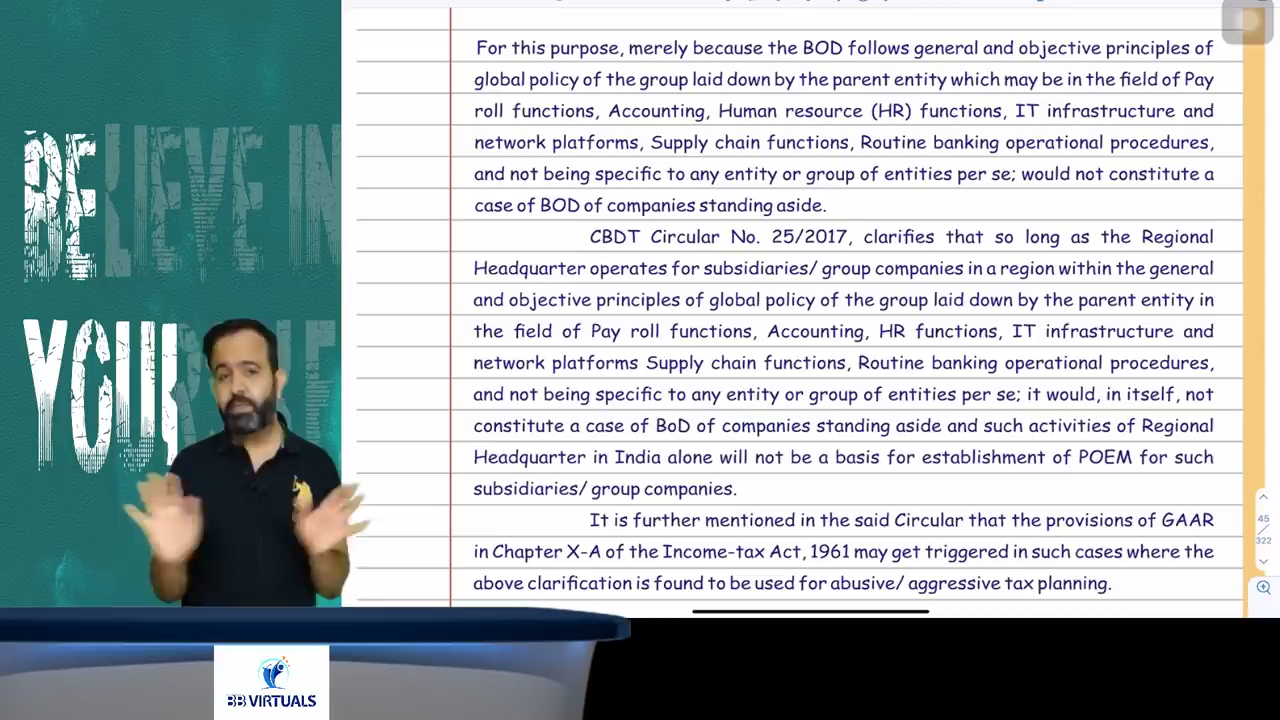 BELIEVE IN
YOUR
For this purpose, merely because the BOD follows general and objective principles of
global policy of the group laid down by the parent entity which may be in the field of Pay
roll functions, Accounting, Human resource (HR) functions, IT infrastructure and
network platforms, Supply chain functions, Routine banking operational procedures,
and not being specific to any entity or group of entities per se; would not constitute a
case of BOD of companies standing aside.
CBDT Circular No. 25/2017, clarifies that so long as the Regional
Headquarter operates for subsidiaries/ group companies in a region within the general
and objective principles of global policy of the group laid down by the parent entity in
the field of Pay roll functions, Accounting, HR functions, IT infrastructure and
network platforms Supply chain functions, Routine banking operational procedures,
and not being specific to any entity or group of entities per se; it would, in itself, not
constitute a case of BoD of companies standing aside and such activities of Regional
Headquarter in India alone will not be a basis for establishment of POEM for such
subsidiaries/ group companies.
It is further mentioned in the said Circular that the provisions of GAAR
in Chapter X-A of the Income-tax Act, 1961 may get triggered in such cases where the
above clarification is found to be used for abusive/ aggressive tax planning.
45
/
322
BB VIRTUALS